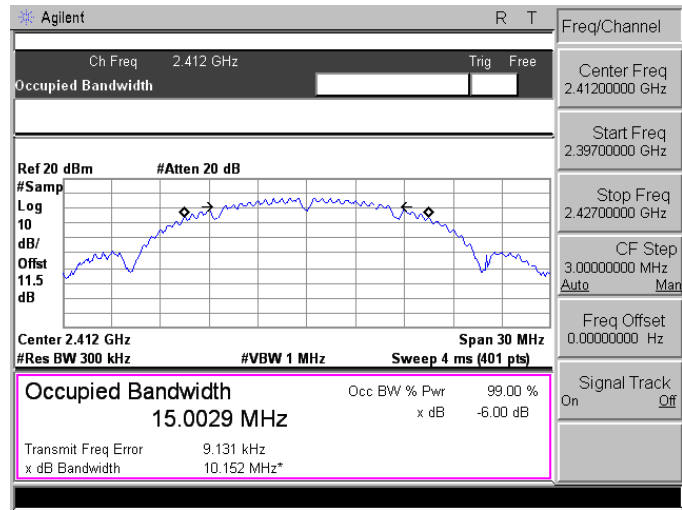 Agilent R T
Freq/Channel
Ch Freq 2.412 GHz Trig Free
Occupied Bandwidth
Center Freq
2.41200000 GHz
Start Freq
2.39700000 GHz
Stop Freq
2.42700000 GHz
CF Step
3.00000000 MHz
Auto Man
Freq Offset
0.00000000 Hz
Signal Track
On Off
Ref 20 dBm #Atten 20 dB
#Samp
Log
10
dB/
Offst
11.5
dB
Center 2.412 GHz Span 30 MHz
#Res BW 300 kHz #VBW 1 MHz Sweep 4 ms (401 pts)
Occupied Bandwidth Occ BW % Pwr 99.00 %
15.0029 MHz x dB -6.00 dB
Transmit Freq Error 9.131 kHz
x dB Bandwidth 10.152 MHz*